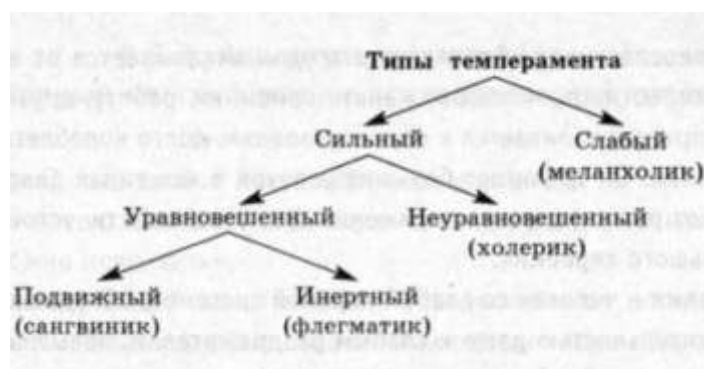 Типы темперамента
Сильный Слабый
(меланхолик)
Уравновешенный Неуравновешенный
(холерик)
Подвижный Инертный
(сангвиник) (флегматик)